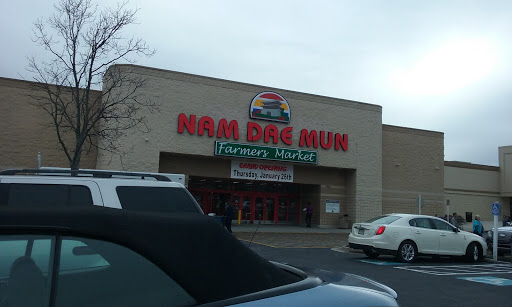 NAM DAE MUN
Farmers Market
GRAND OPENING
Thursday, January 26th